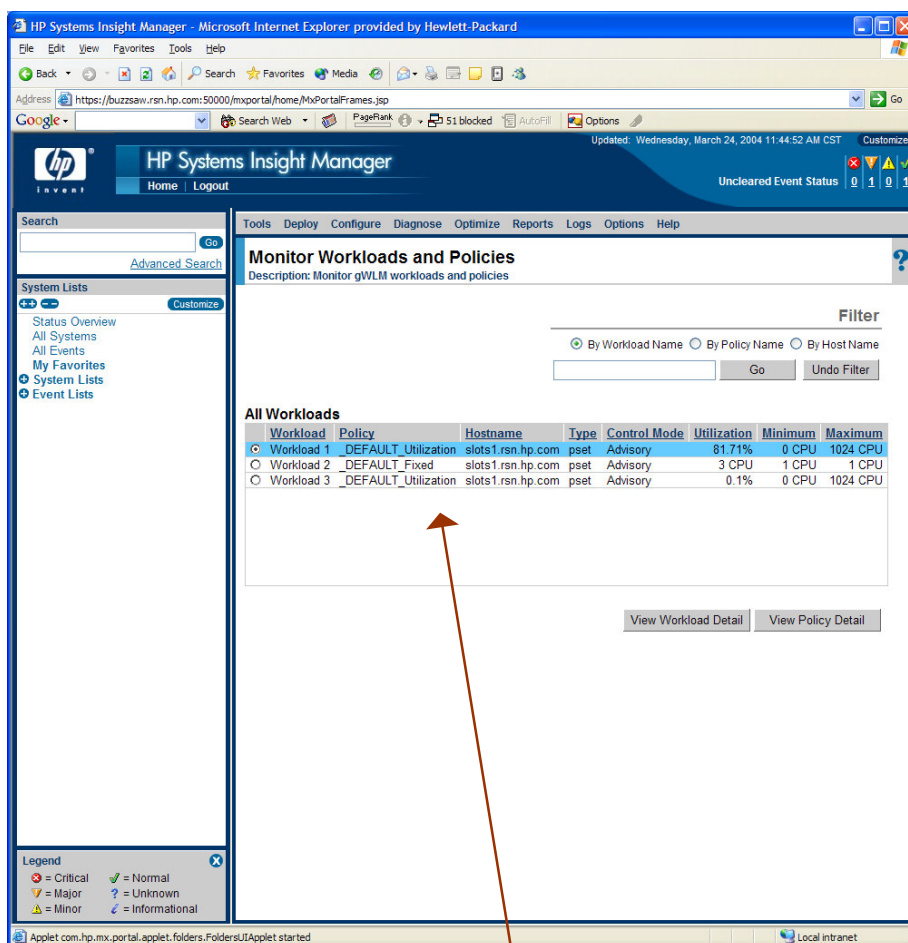 HP Systems Insight Manager - Microsoft Internet Explorer provided by Hewlett-Packard
File Edit View Favorites Tools Help
Back Search Favorites Media
Address https://buzzsaw.rsn.hp.com:50000/mxportal/home/MxPortalFrames.jsp Go
Google Search Web PageRank 51 blocked AutoFill Options
Updated: Wednesday, March 24, 2004 11:44:52 AM CST Customize
hp invent
HP Systems Insight Manager
Home | Logout
Uncleared Event Status 0 1 0 1
Search
Go
Advanced Search
System Lists
Customize
Status Overview
All Systems
All Events
My Favorites
System Lists
Event Lists
Tools Deploy Configure Diagnose Optimize Reports Logs Options Help
Monitor Workloads and Policies ?
Description: Monitor gWLM workloads and policies
Filter
By Workload Name By Policy Name By Host Name
Go Undo Filter
All Workloads
Workload Policy Hostname Type Control Mode Utilization Minimum Maximum
Workload 1 _DEFAULT_Utilization slots1.rsn.hp.com pset Advisory 81.71% 0 CPU 1024 CPU
Workload 2 _DEFAULT_Fixed slots1.rsn.hp.com pset Advisory 3 CPU 1 CPU 1 CPU
Workload 3 _DEFAULT_Utilization slots1.rsn.hp.com pset Advisory 0.1% 0 CPU 1024 CPU
View Workload Detail View Policy Detail
Legend
= Critical = Normal
= Major ? = Unknown
= Minor i = Informational
Applet com.hp.mx.portal.applet.folders.FoldersUIApplet started Local intranet